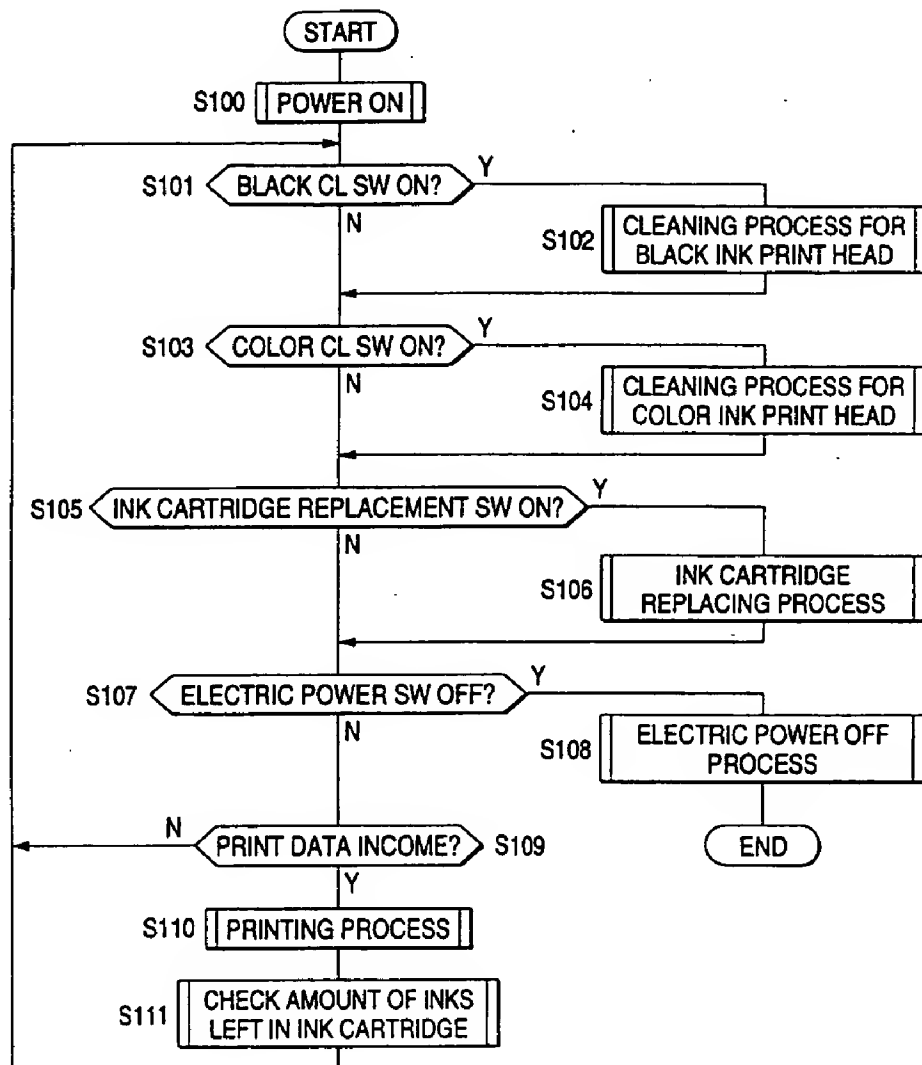 START
S100 POWER ON
S101 BLACK CL SW ON? Y
N
S102 CLEANING PROCESS FOR
BLACK INK PRINT HEAD
S103 COLOR CL SW ON? Y
N
S104 CLEANING PROCESS FOR
COLOR INK PRINT HEAD
S105 INK CARTRIDGE REPLACEMENT SW ON? Y
N
S106 INK CARTRIDGE
REPLACING PROCESS
S107 ELECTRIC POWER SW OFF? Y
N
S108 ELECTRIC POWER OFF
PROCESS
N PRINT DATA INCOME? S109
END
Y
S110 PRINTING PROCESS
S111 CHECK AMOUNT OF INKS
LEFT IN INK CARTRIDGE